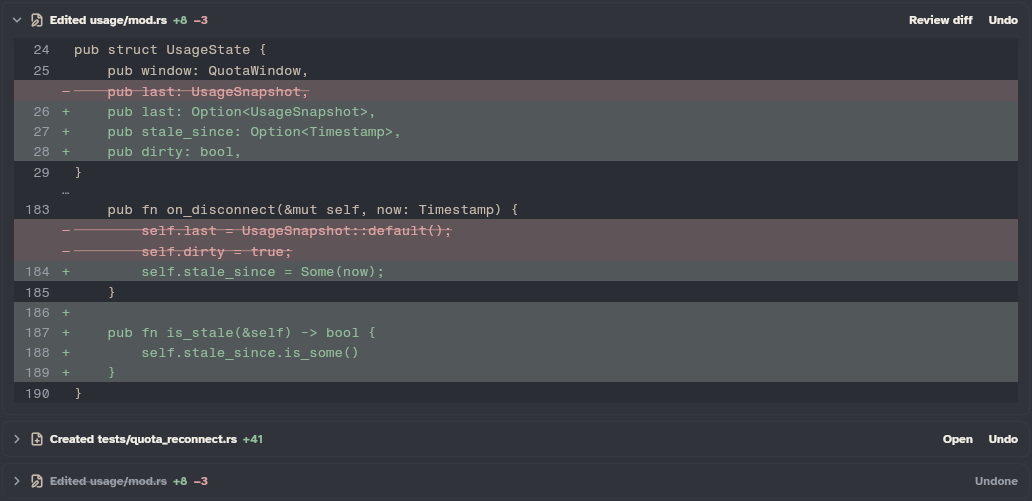 Edited usage/mod.rs +8 −3 Review diff Undo
24 pub struct UsageState {
25 pub window: QuotaWindow,
− pub last: UsageSnapshot,
26 + pub last: Option<UsageSnapshot>,
27 + pub stale_since: Option<Timestamp>,
28 + pub dirty: bool,
29 }
…
183 pub fn on_disconnect(&mut self, now: Timestamp) {
− self.last = UsageSnapshot::default();
− self.dirty = true;
184 + self.stale_since = Some(now);
185 }
186 +
187 + pub fn is_stale(&self) -> bool {
188 + self.stale_since.is_some()
189 + }
190 }
Created tests/quota_reconnect.rs +41 Open Undo
Edited usage/mod.rs +8 −3 Undone